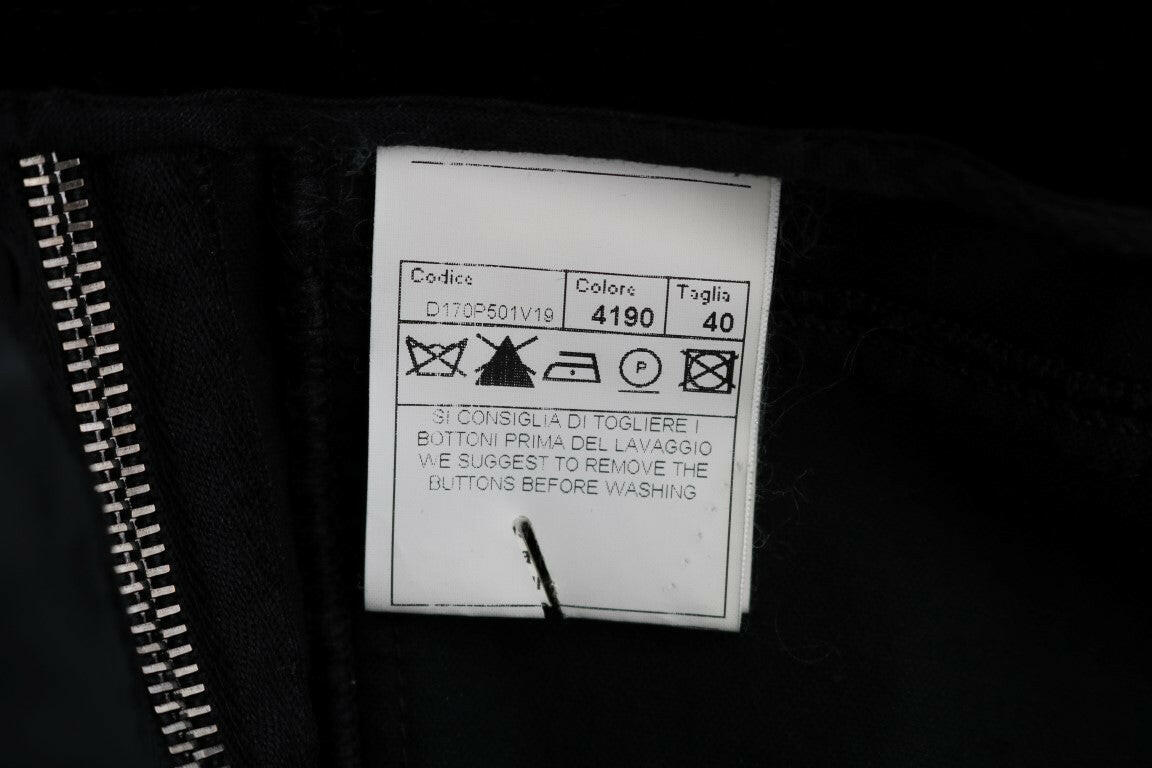 Codice Colore Taglia
D170P501V19 4190 40
P
SI CONSIGLIA DI TOGLIERE I
BOTTONI PRIMA DEL LAVAGGIO
WE SUGGEST TO REMOVE THE
BUTTONS BEFORE WASHING